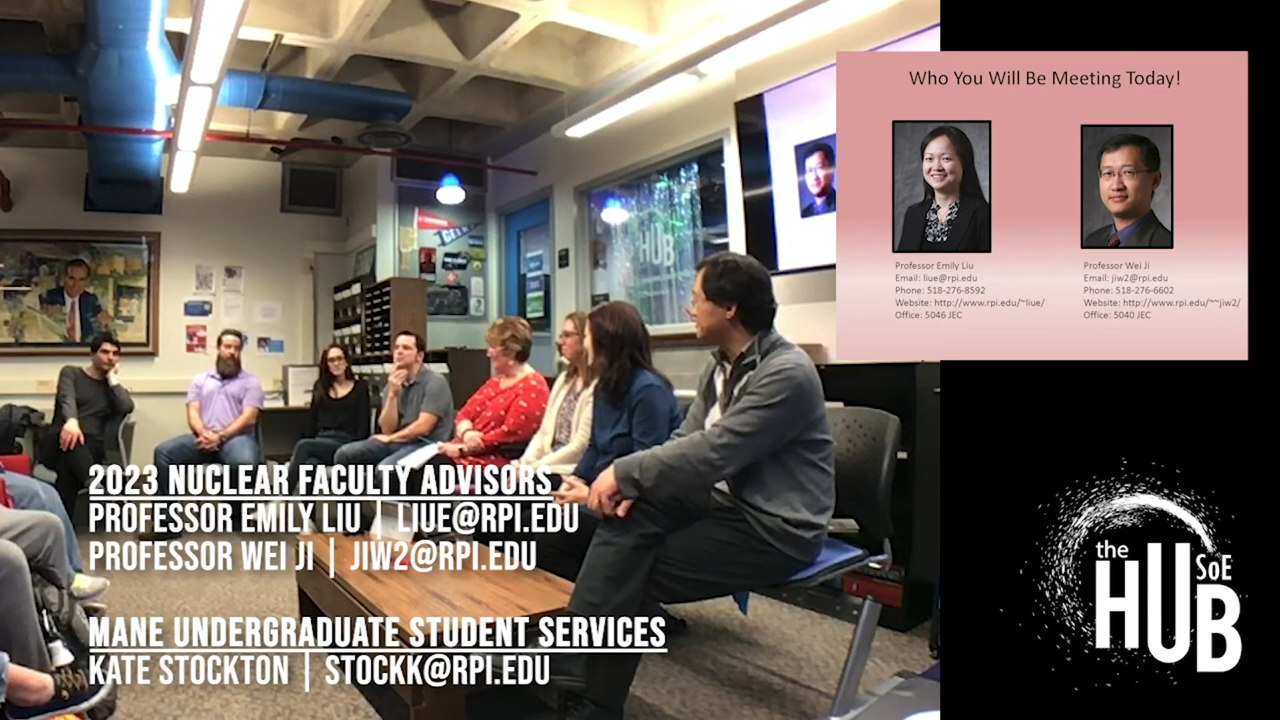 Who You Will Be Meeting Today!
Professor Emily Liu
Email: liue@rpi.edu
Phone: 518-276-8592
Website: http://www.rpi.edu/~liue/
Office: 5046 JEC
Professor Wei Ji
Email: jiw2@rpi.edu
Phone: 518-276-6602
Website: http://www.rpi.edu/~~jiw2/
Office: 5040 JEC
HUB
2023 NUCLEAR FACULTY ADVISORS
PROFESSOR EMILY LIU | LIUE@RPI.EDU
PROFESSOR WEI JI | JIW2@RPI.EDU
MANE UNDERGRADUATE STUDENT SERVICES
KATE STOCKTON | STOCKK@RPI.EDU
the HUB SoE